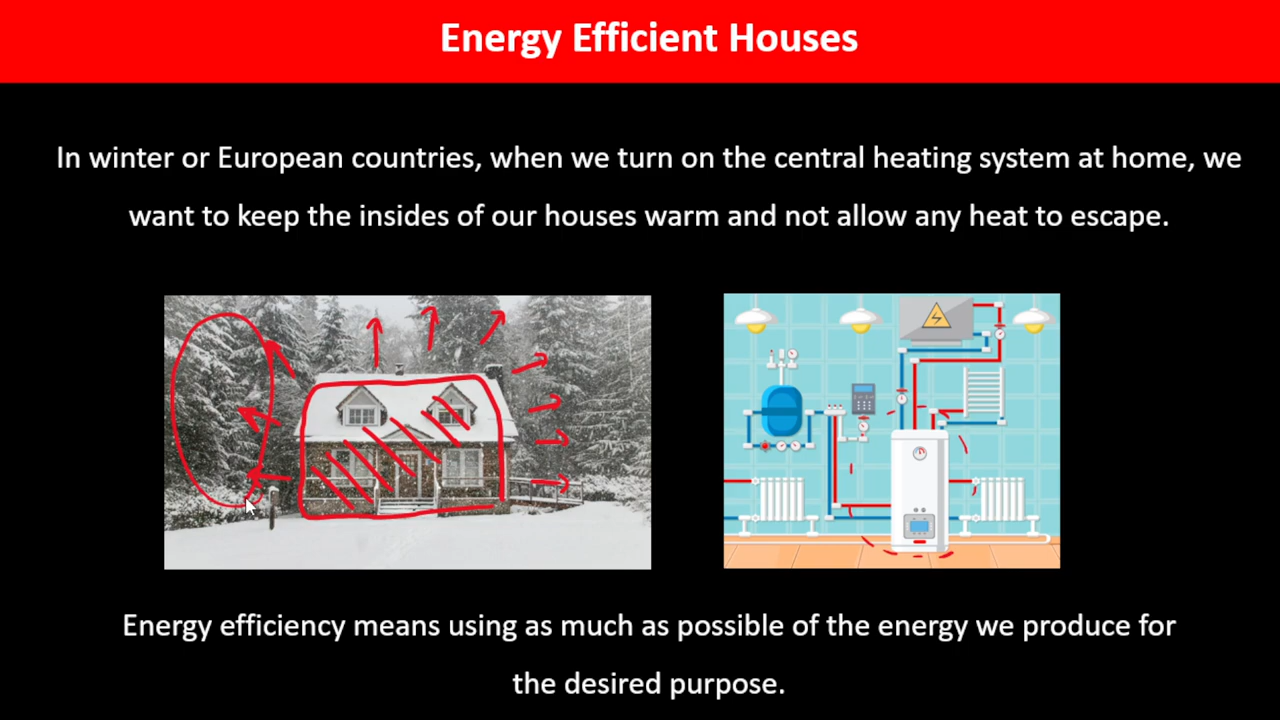 Energy Efficient Houses
In winter or European countries, when we turn on the central heating system at home, we
want to keep the insides of our houses warm and not allow any heat to escape.
Energy efficiency means using as much as possible of the energy we produce for
the desired purpose.